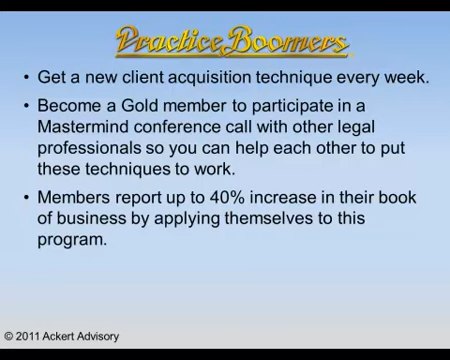 Practice Boomers
• Get a new client acquisition technique every week.
• Become a Gold member to participate in a
Mastermind conference call with other legal
professionals so you can help each other to put
these techniques to work.
• Members report up to 40% increase in their book
of business by applying themselves to this
program.
© 2011 Ackert Advisory